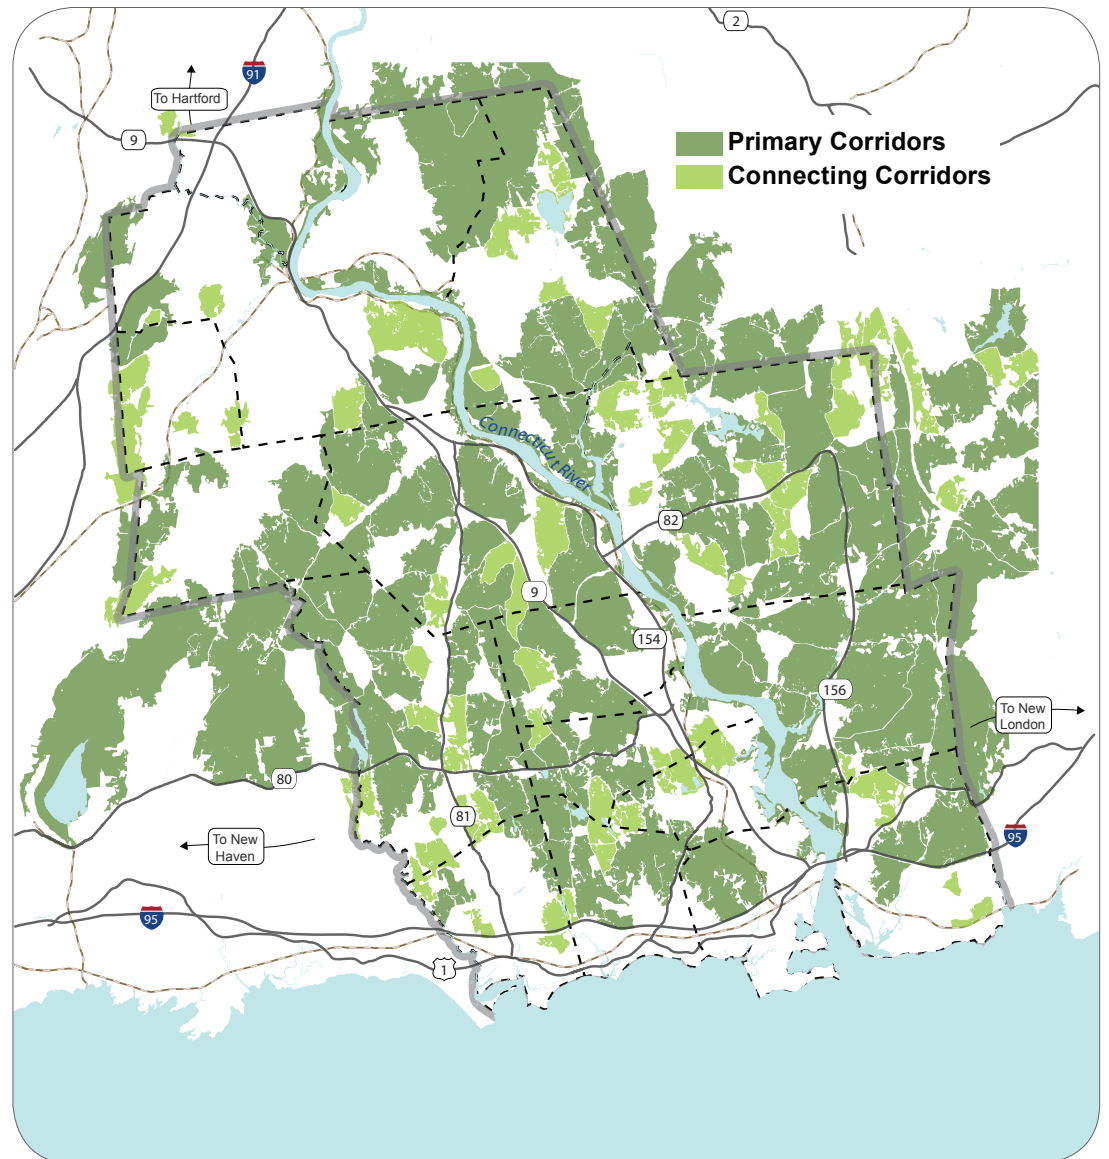 2
91
To Hartford
9
Primary Corridors
Connecting Corridors
Connecticut River
82
9
154
156
To New
London
80
81
To New
Haven
95
95
1